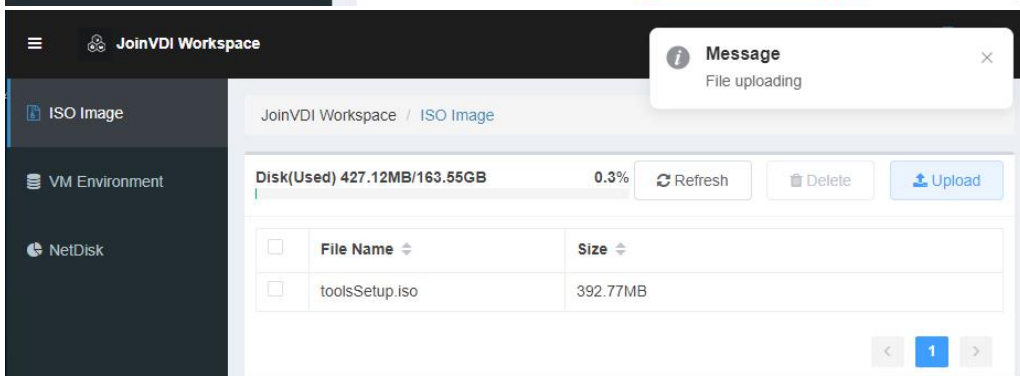 JoinVDI Workspace
Message
File uploading
ISO Image
JoinVDI Workspace / ISO Image
VM Environment
Disk(Used) 427.12MB/163.55GB 0.3% Refresh Delete Upload
File Name Size
NetDisk
toolsSetup.iso 392.77MB
< 1 >